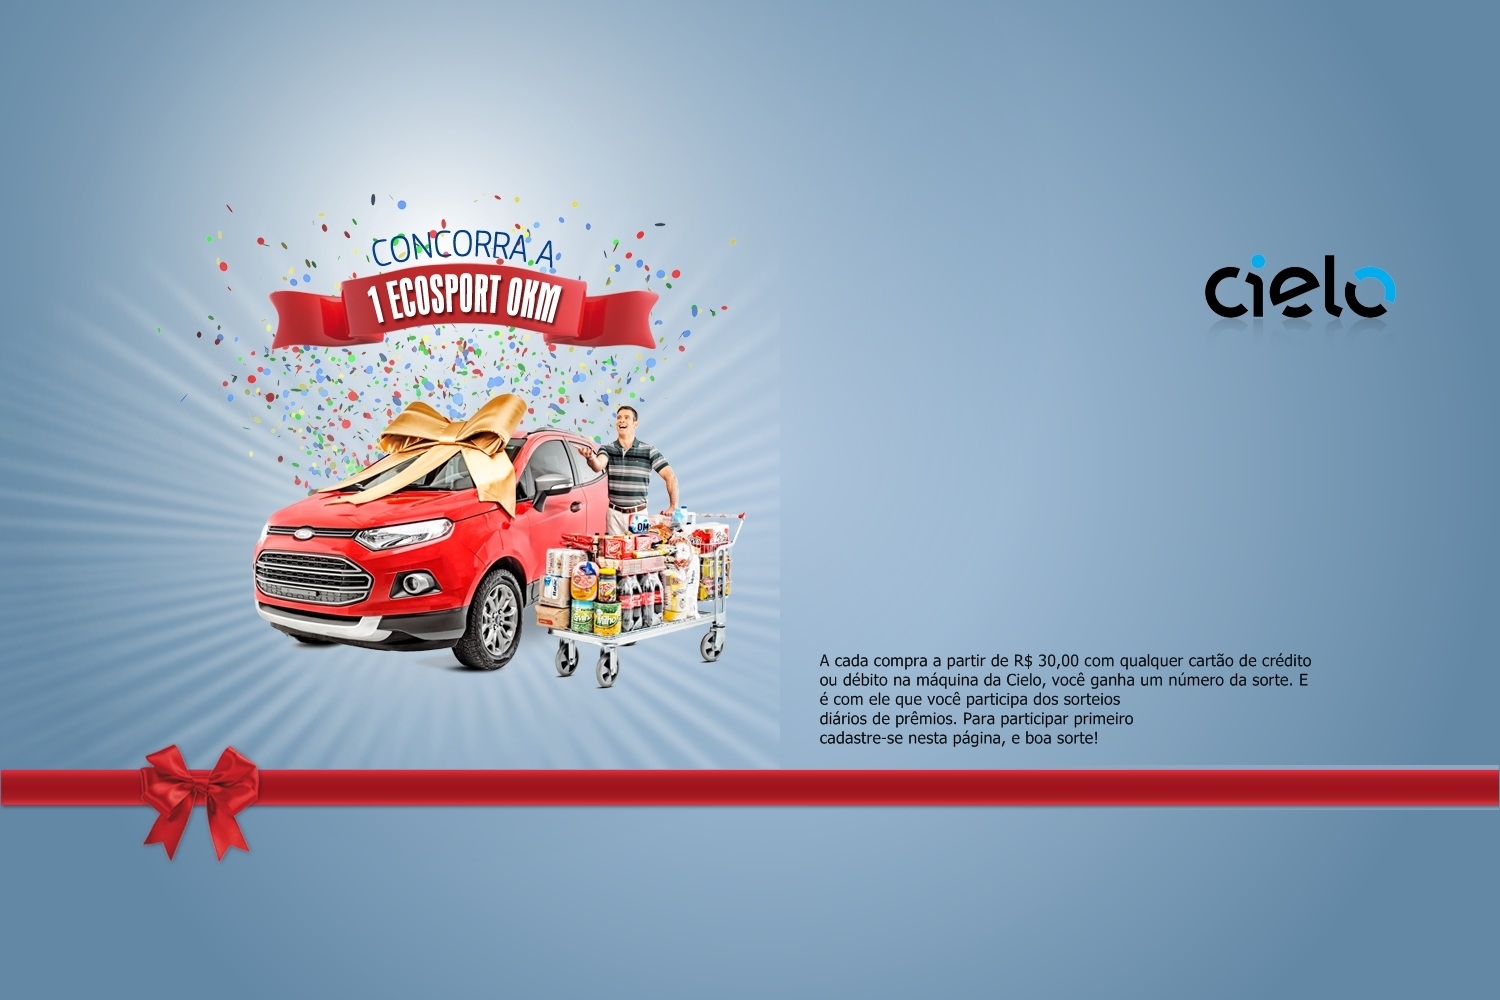 CONCORRA A
1 ECOSPORT 0KM
cielo
A cada compra a partir de R$ 30,00 com qualquer cartão de crédito
ou débito na máquina da Cielo, você ganha um número da sorte. E
é com ele que você participa dos sorteios
diários de prêmios. Para participar primeiro
cadastre-se nesta página, e boa sorte!